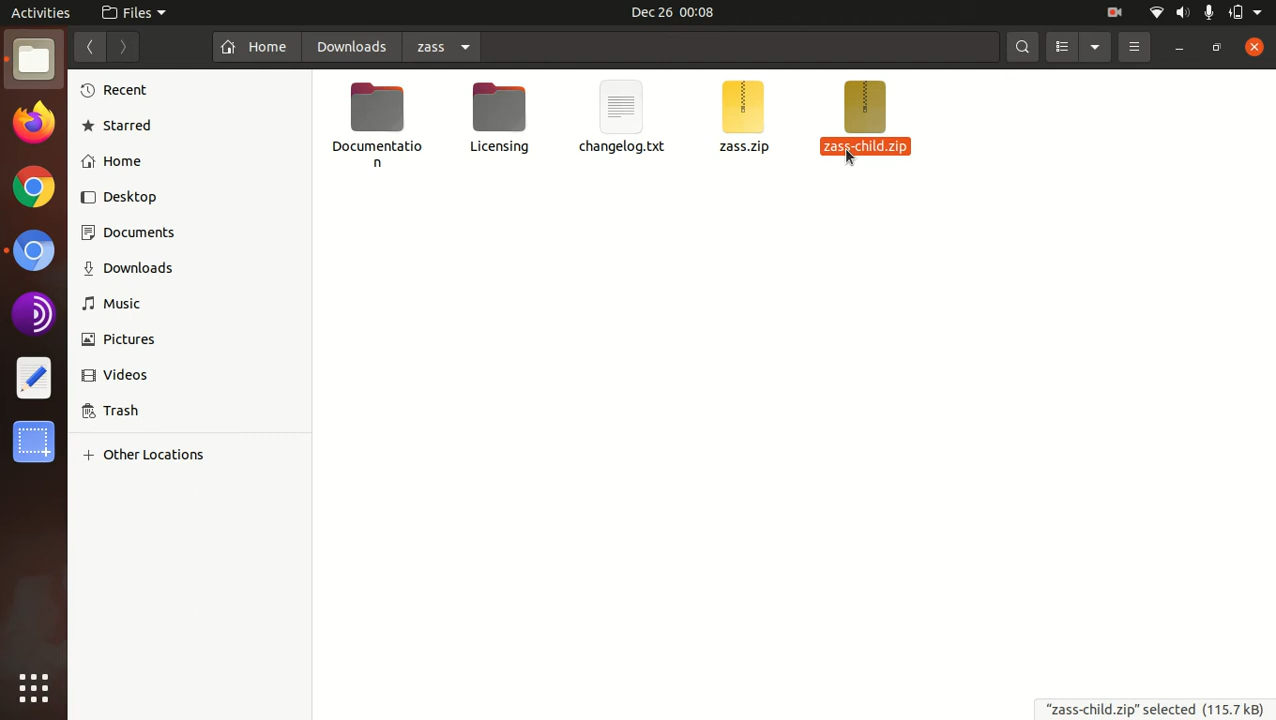 Activities Files Dec 26 00:08
Home Downloads zass
Recent
Starred
Home
Desktop
Documents
Downloads
Music
Pictures
Videos
Trash
Other Locations
Documentatio
n
Licensing
changelog.txt
zass.zip
zass-child.zip
“zass-child.zip” selected (115.7 kB)